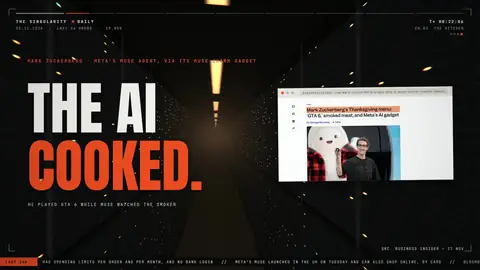 THE SINGULARITY DAILY
MARK ZUCKERBERG · META'S MUSE AGENT, VIA ITS MUSE CHARM GADGET
THE AI
COOKED.
HE PLAYED GTA 6 WHILE MUSE WATCHED THE SMOKER
Mark Zuckerberg's Thanksgiving menu:
'GTA 6,' smoked meat, and Meta's AI gadget
SRC BUSINESS INSIDER · 27 NOV
HAD SPENDING LIMITS PER ORDER AND PER MONTH, AND NO BANK LOGIN // META'S MUSE LAUNCHED IN THE UK ON TUESDAY AND CAN ALSO SHOP ONLINE, BY CARD // BLOOMB